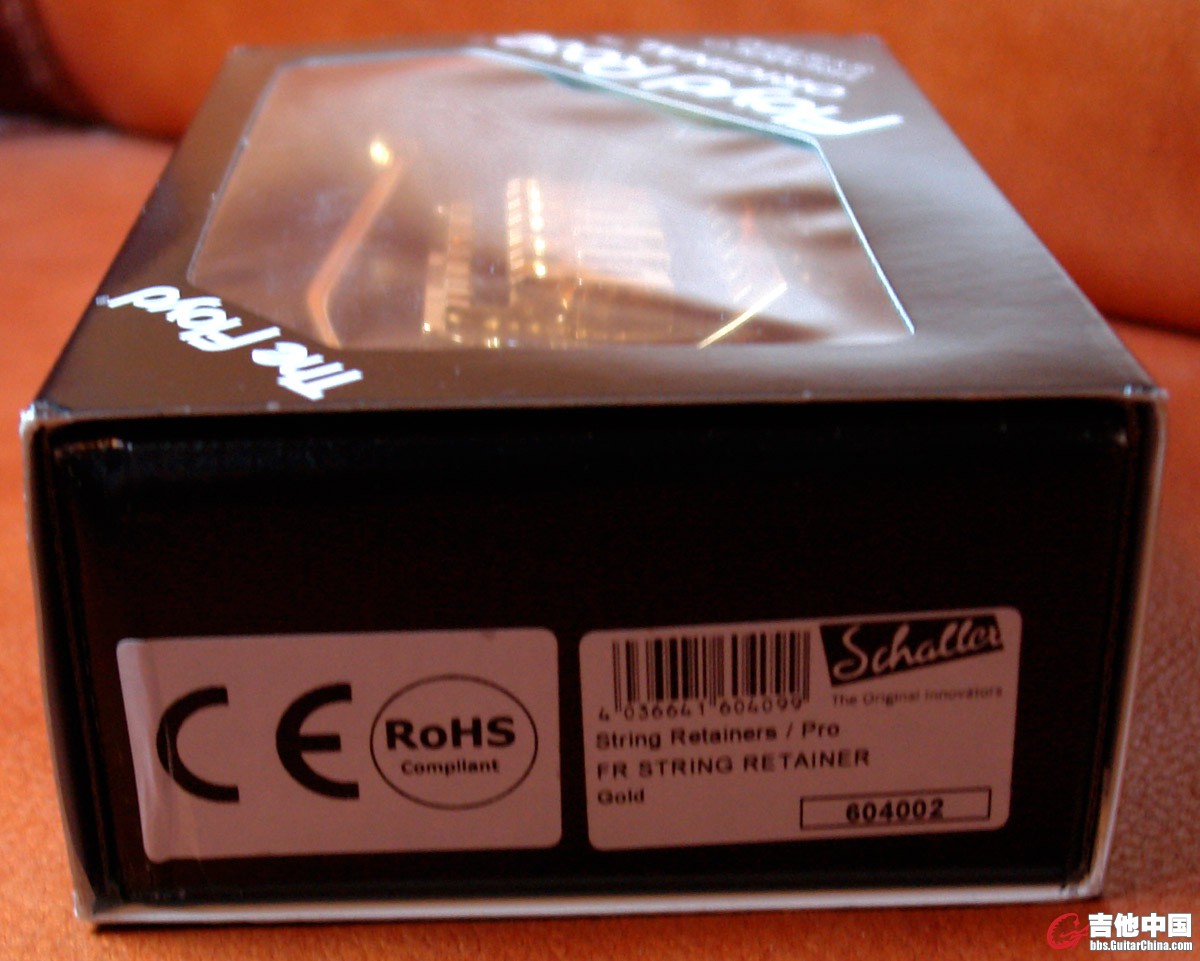 Floyd Rose
ORIGINAL
The Floyd
CE
RoHS
Compliant
Schaller
The Original Innovators
4 036641 604099
String Retainers / Pro
FR STRING RETAINER
Gold
604002
吉他中国
bbs.GuitarChina.com